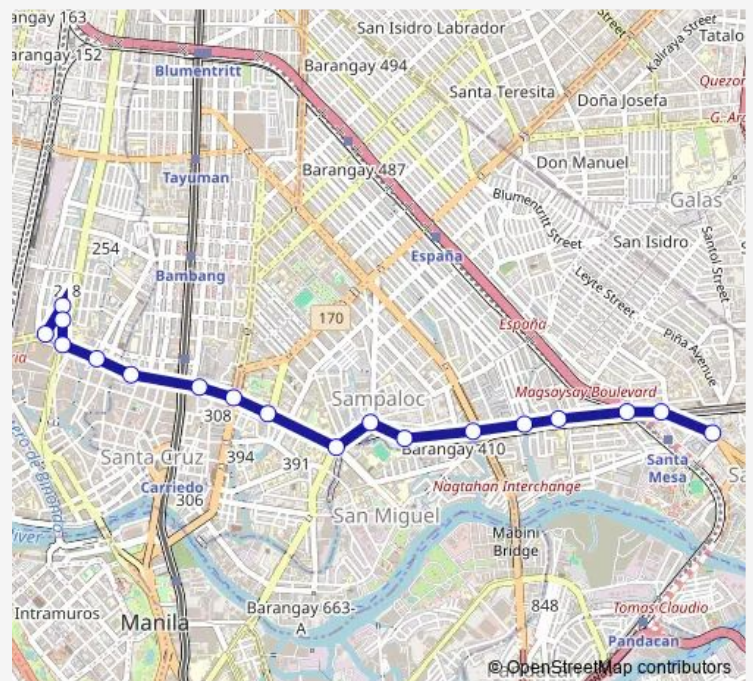 angay 163
San Isidro Labrador
Street
Kaliraya Street
Tatalo
arangay 152
Blumentritt
Barangay 494
Santa Teresita
Doña Josefa
Quezon
G. Ar
Tayuman
Barangay 487
Don Manuel
Galas
Blumentritt Street
San Isidro
Santol Street
254
España
Bambang
Leyte Street
170
España
Piña Avenue
ria
Sampaloc
Magsaysay Boulevard
308
Barangay 410
Santa Cruz
394
391
Santa
Mesa
Carriedo
306
Nagtahan Interchange
San Miguel
Mabini
Bridge
Intramuros
Manila
Barangay 663-
A
848
Tomas Claudio
Pandacan
© OpenStreetMap contributors